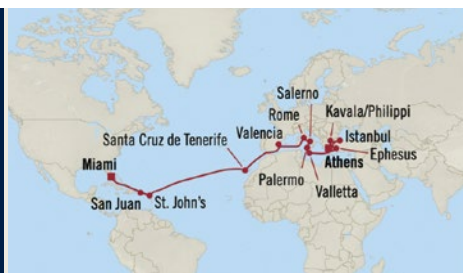 Salerno
Rome
Kavala/Philippi
Santa Cruz de Tenerife
Valencia
Istanbul
Miami
Athens
Ephesus
Palermo
San Juan
St. John's
Valletta